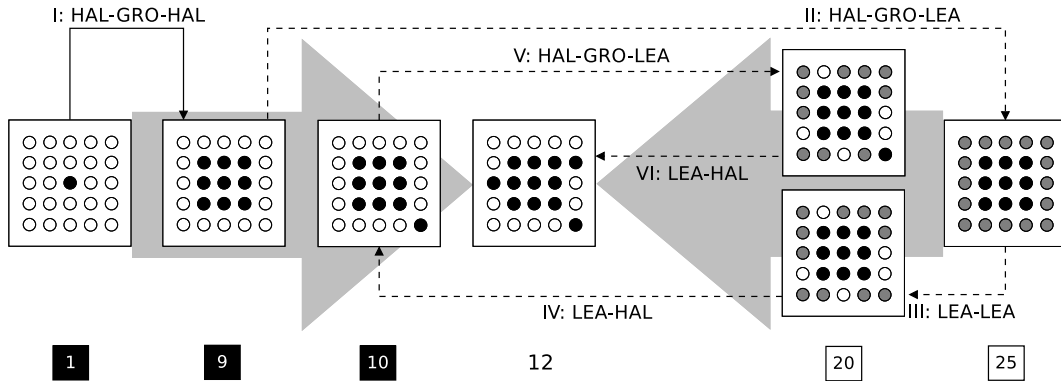 I: HAL-GRO-HAL
II: HAL-GRO-LEA
V: HAL-GRO-LEA
VI: LEA-HAL
IV: LEA-HAL
III: LEA-LEA
1 9 10 12 20 25